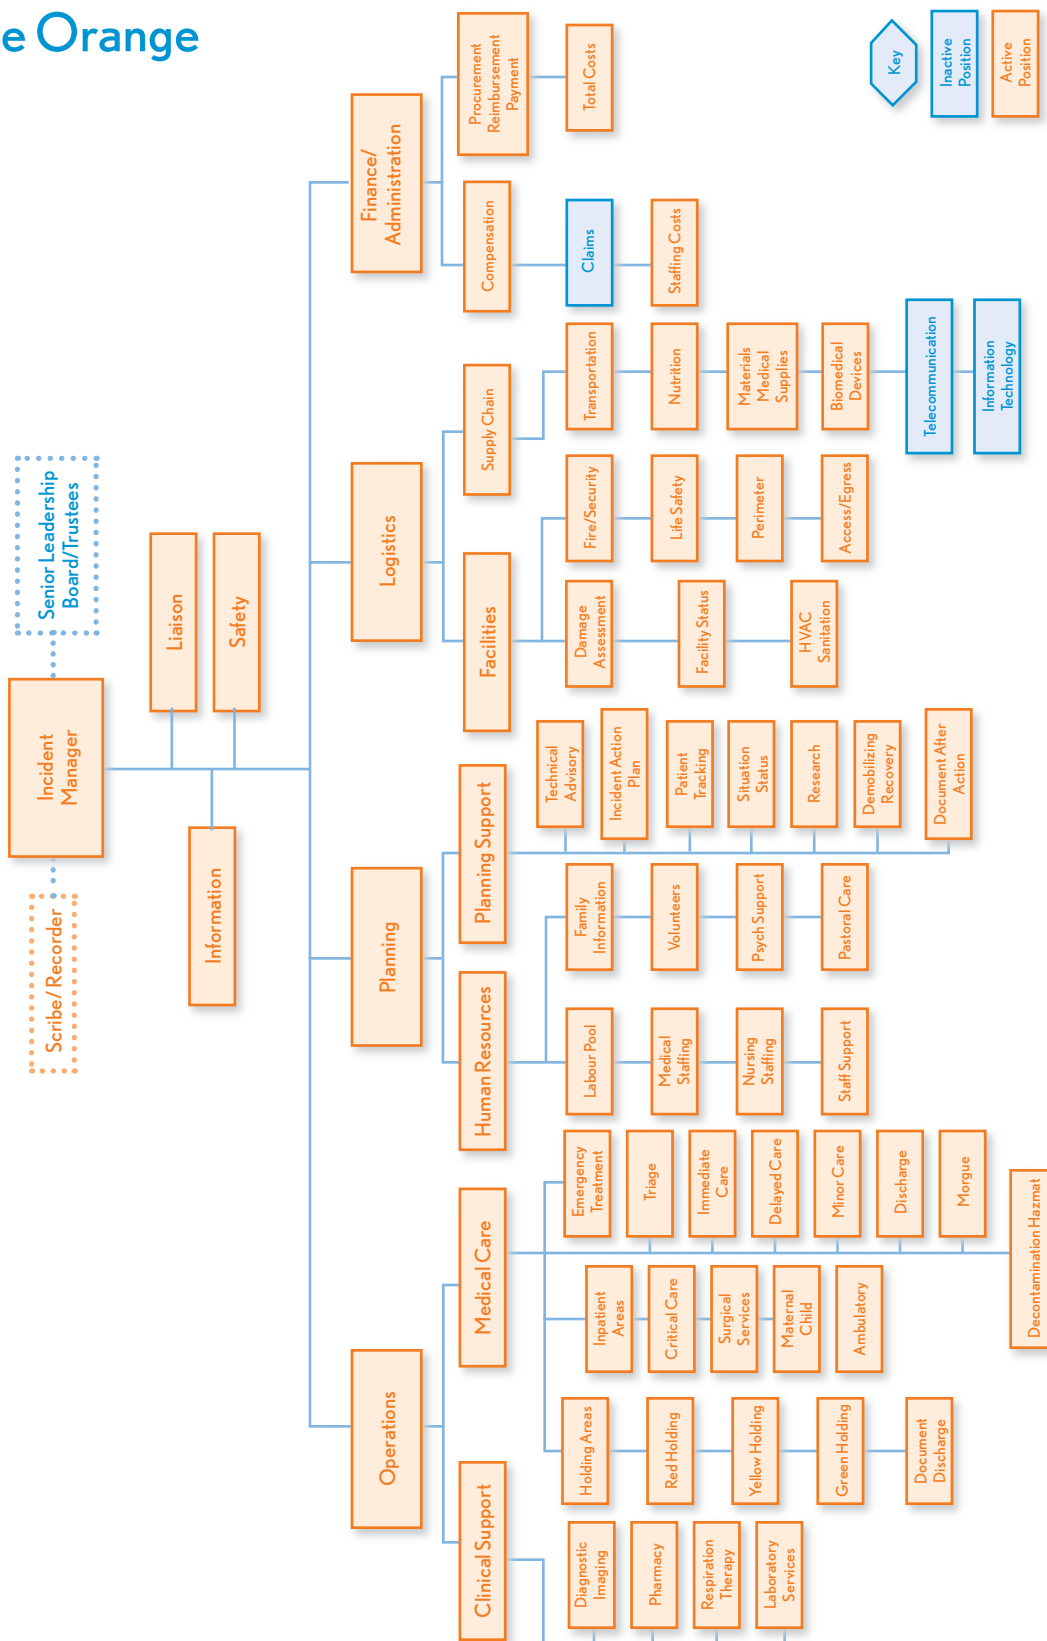 e Orange
Incident
Manager
Scribe/ Recorder
Senior Leadership
Board/Trustees
Information
Liaison
Safety
Operations
Planning
Logistics
Finance/
Administration
Clinical Support
Medical Care
Human Resources
Planning Support
Facilities
Supply Chain
Compensation
Procurement
Reimbursement
Payment
Diagnostic
Imaging
Pharmacy
Respiration
Therapy
Laboratory
Services
Holding Areas
Red Holding
Yellow Holding
Green Holding
Document
Discharge
Inpatient
Areas
Critical Care
Surgical
Services
Maternal
Child
Ambulatory
Emergency
Treatment
Triage
Immediate
Care
Delayed Care
Minor Care
Discharge
Morgue
Decontamination Hazmat
Labour Pool
Medical
Staffing
Nursing
Staffing
Staff Support
Family
Information
Volunteers
Psych Support
Pastoral Care
Technical
Advisory
Incident Action
Plan
Patient
Tracking
Situation
Status
Research
Demobilizing
Recovery
Document After
Action
Damage
Assessment
Facility Status
HVAC
Sanitation
Fire/Security
Life Safety
Perimeter
Access/Egress
Transportation
Nutrition
Materials
Medical
Supplies
Biomedical
Devices
Telecommunication
Information
Technology
Claims
Staffing Costs
Total Costs
Key
Inactive
Position
Active
Position